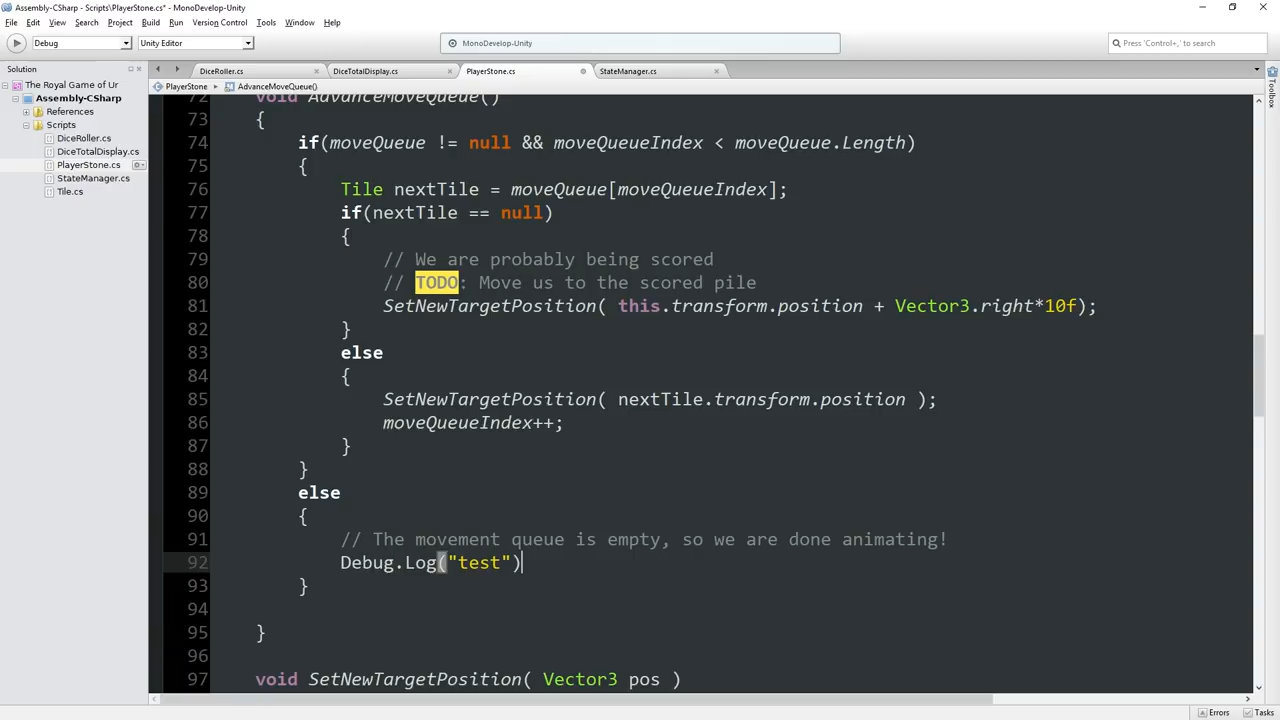 Assembly-CSharp - Scripts\PlayerStone.cs* - MonoDevelop-Unity
File Edit View Search Project Build Run Version Control Tools Window Help
Debug Unity Editor MonoDevelop-Unity Press 'Control+,' to search
Solution DiceRoller.cs DiceTotalDisplay.cs PlayerStone.cs StateManager.cs
The Royal Game of Ur PlayerStone AdvanceMoveQueue()
Assembly-CSharp
References
Scripts
DiceRoller.cs
DiceTotalDisplay.cs
PlayerStone.cs
StateManager.cs
Tile.cs
Toolbox
72 void AdvanceMoveQueue()
73 {
74 if(moveQueue != null && moveQueueIndex < moveQueue.Length)
75 {
76 Tile nextTile = moveQueue[moveQueueIndex];
77 if(nextTile == null)
78 {
79 // We are probably being scored
80 // TODO: Move us to the scored pile
81 SetNewTargetPosition( this.transform.position + Vector3.right*10f);
82 }
83 else
84 {
85 SetNewTargetPosition( nextTile.transform.position );
86 moveQueueIndex++;
87 }
88 }
89 else
90 {
91 // The movement queue is empty, so we are done animating!
92 Debug.Log("test")
93 }
94
95 }
96
97 void SetNewTargetPosition( Vector3 pos )
Errors Tasks